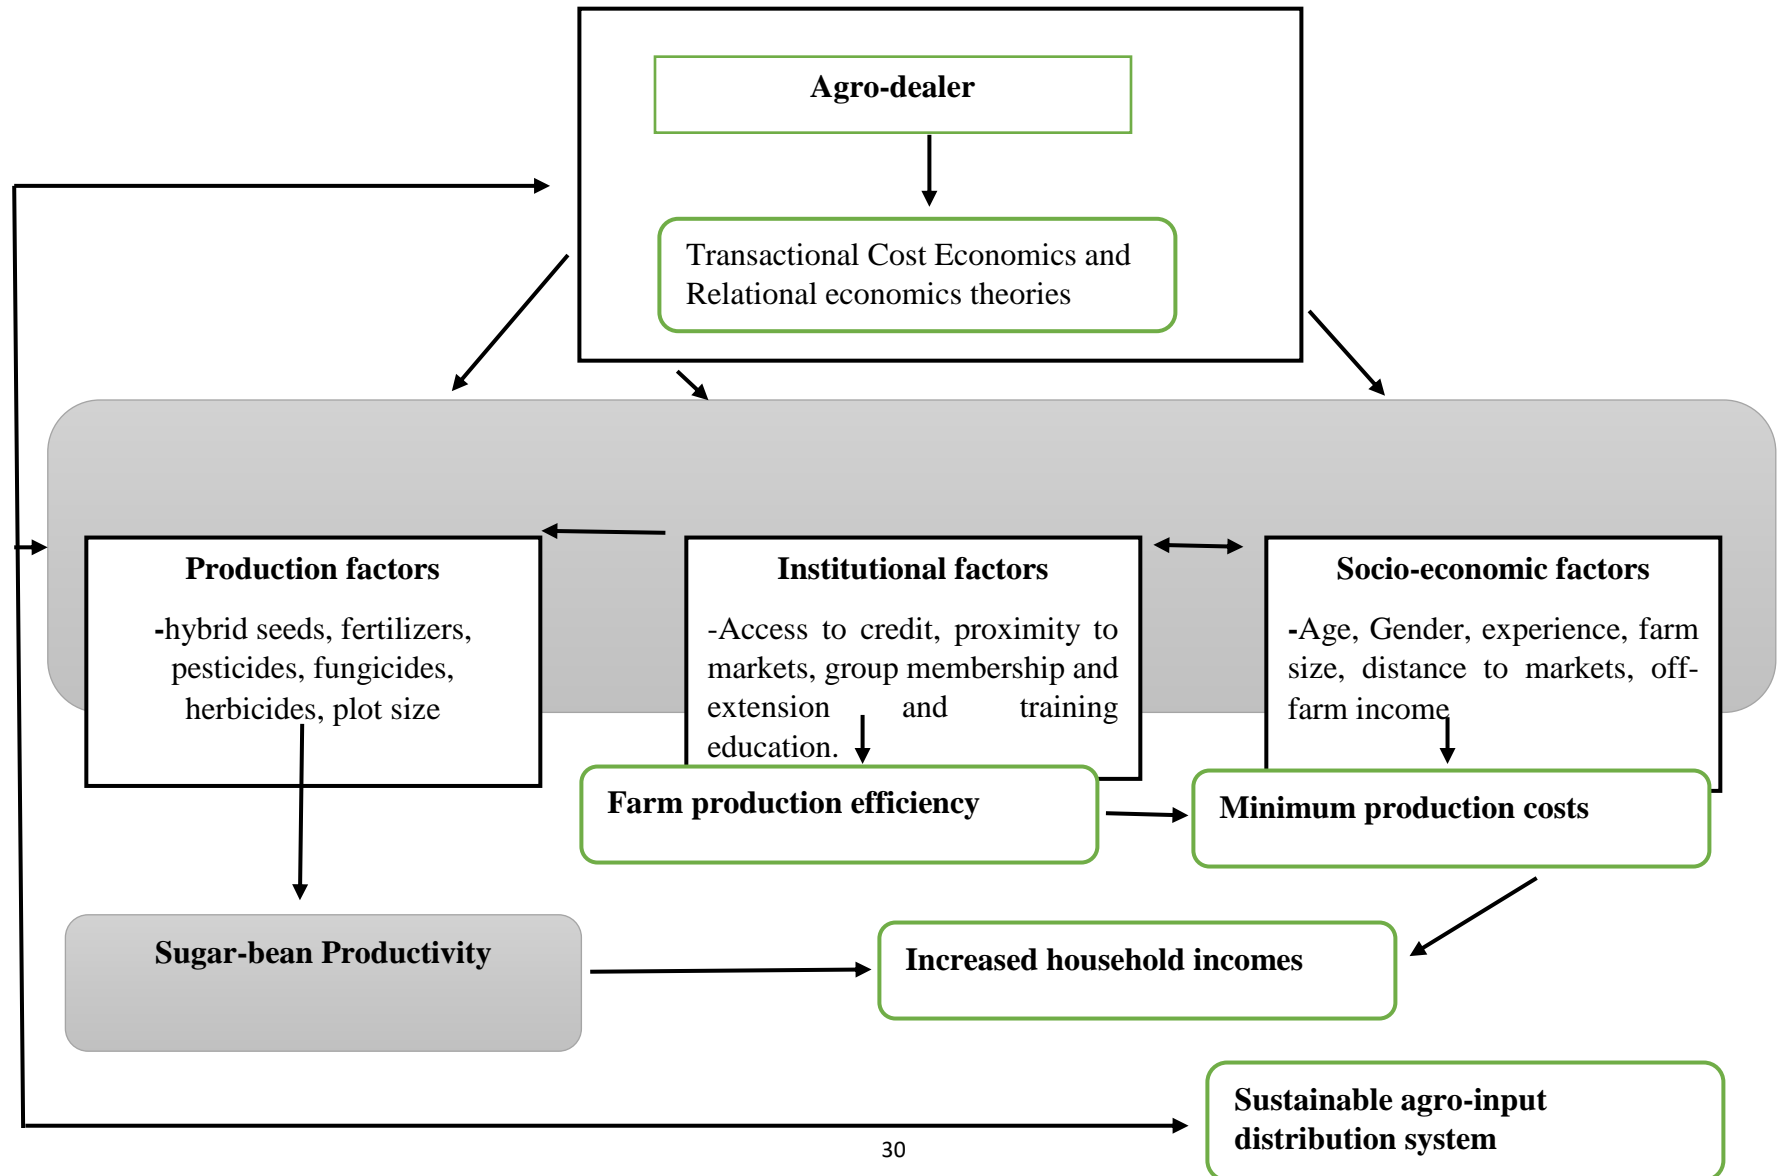 Agro-dealer
Transactional Cost Economics and
Relational economics theories
Production factors
-hybrid seeds, fertilizers,
pesticides, fungicides,
herbicides, plot size
Institutional factors
-Access to credit, proximity to
markets, group membership and
extension and training
education.
Socio-economic factors
-Age, Gender, experience, farm
size, distance to markets, off-
farm income
Farm production efficiency
Minimum production costs
Sugar-bean Productivity
Increased household incomes
Sustainable agro-input
distribution system
30